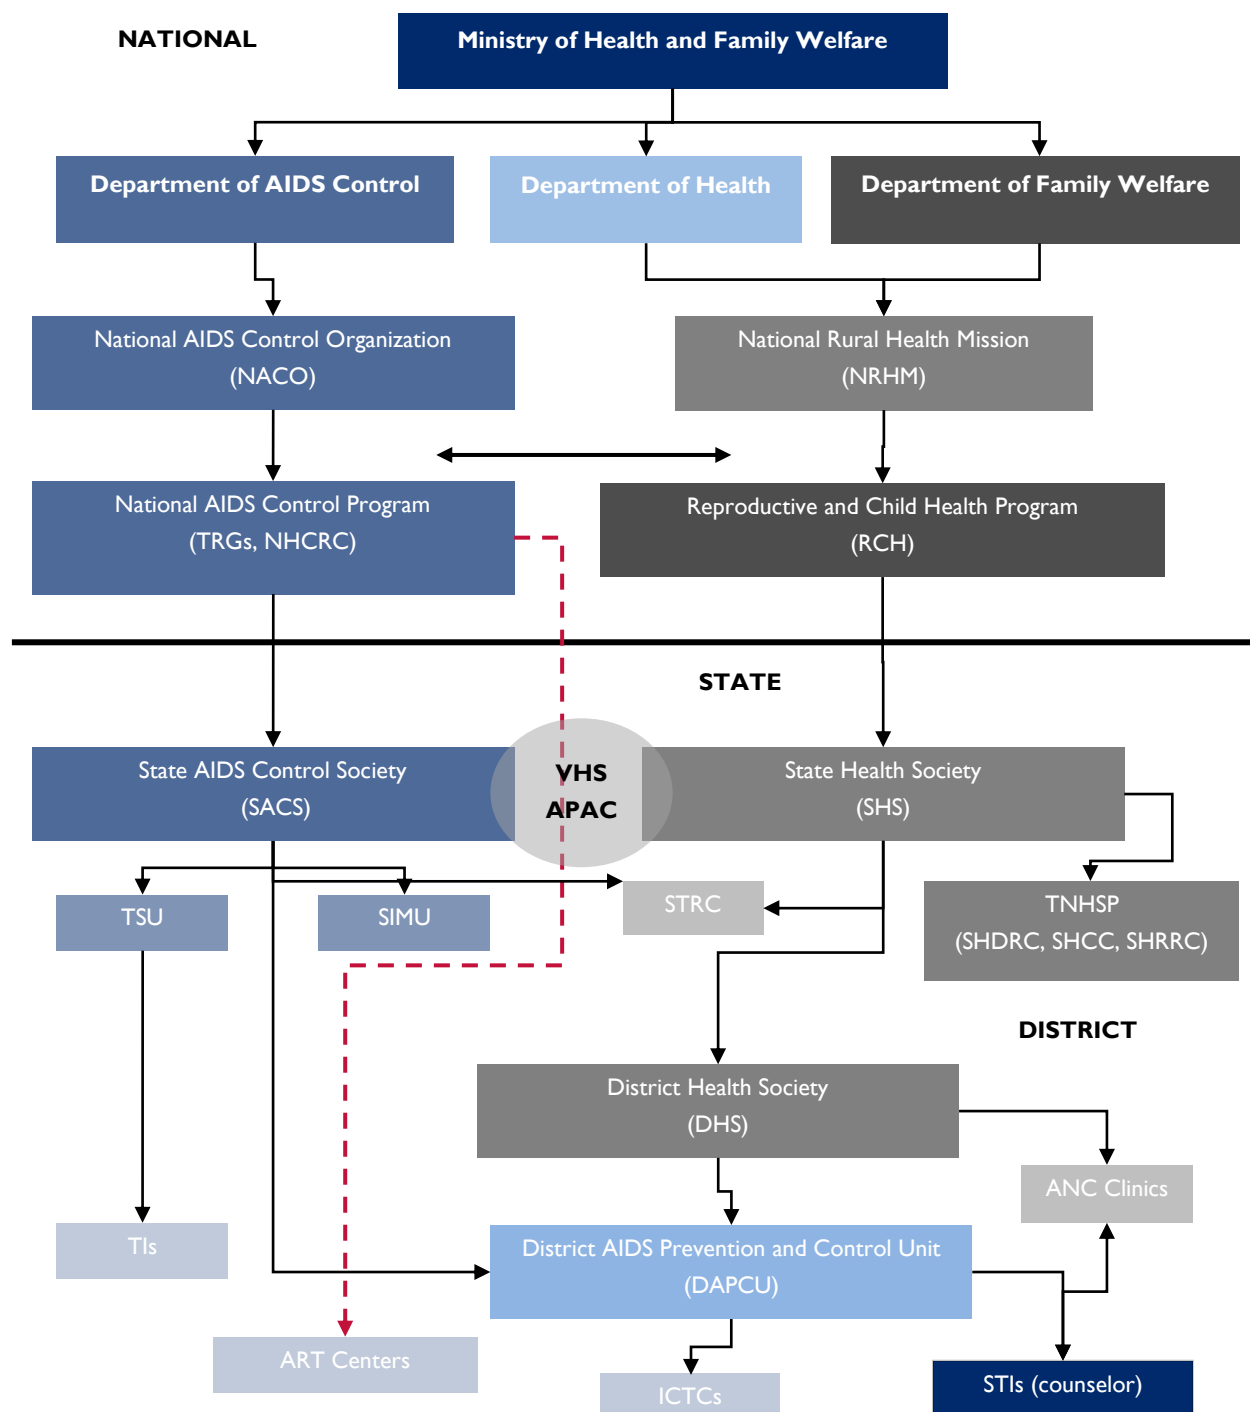 NATIONAL
Ministry of Health and Family Welfare
Department of AIDS Control
Department of Health
Department of Family Welfare
National AIDS Control Organization
(NACO)
National Rural Health Mission
(NRHM)
National AIDS Control Program
(TRGs, NHCRC)
Reproductive and Child Health Program
(RCH)
STATE
State AIDS Control Society
(SACS)
VHS
APAC
State Health Society
(SHS)
TSU
SIMU
STRC
TNHSP
(SHDRC, SHCC, SHRRC)
DISTRICT
District Health Society
(DHS)
ANC Clinics
TIs
District AIDS Prevention and Control Unit
(DAPCU)
ART Centers
ICTCs
STIs (counselor)